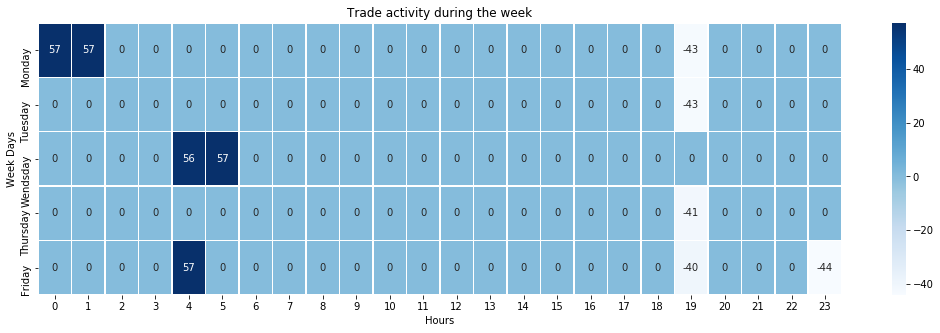 Trade activity during the week
Week Days
Monday 57 57 0 0 0 0 0 0 0 0 0 0 0 0 0 0 0 0 0 -43 0 0 0 0
Tuesday 0 0 0 0 0 0 0 0 0 0 0 0 0 0 0 0 0 0 0 -43 0 0 0 0
Wendsday 0 0 0 0 56 57 0 0 0 0 0 0 0 0 0 0 0 0 0 0 0 0 0 0
Thursday 0 0 0 0 0 0 0 0 0 0 0 0 0 0 0 0 0 0 0 -41 0 0 0 0
Friday 0 0 0 0 57 0 0 0 0 0 0 0 0 0 0 0 0 0 0 -40 0 0 0 -44
0 1 2 3 4 5 6 7 8 9 10 11 12 13 14 15 16 17 18 19 20 21 22 23
Hours
40
20
0
−20
−40